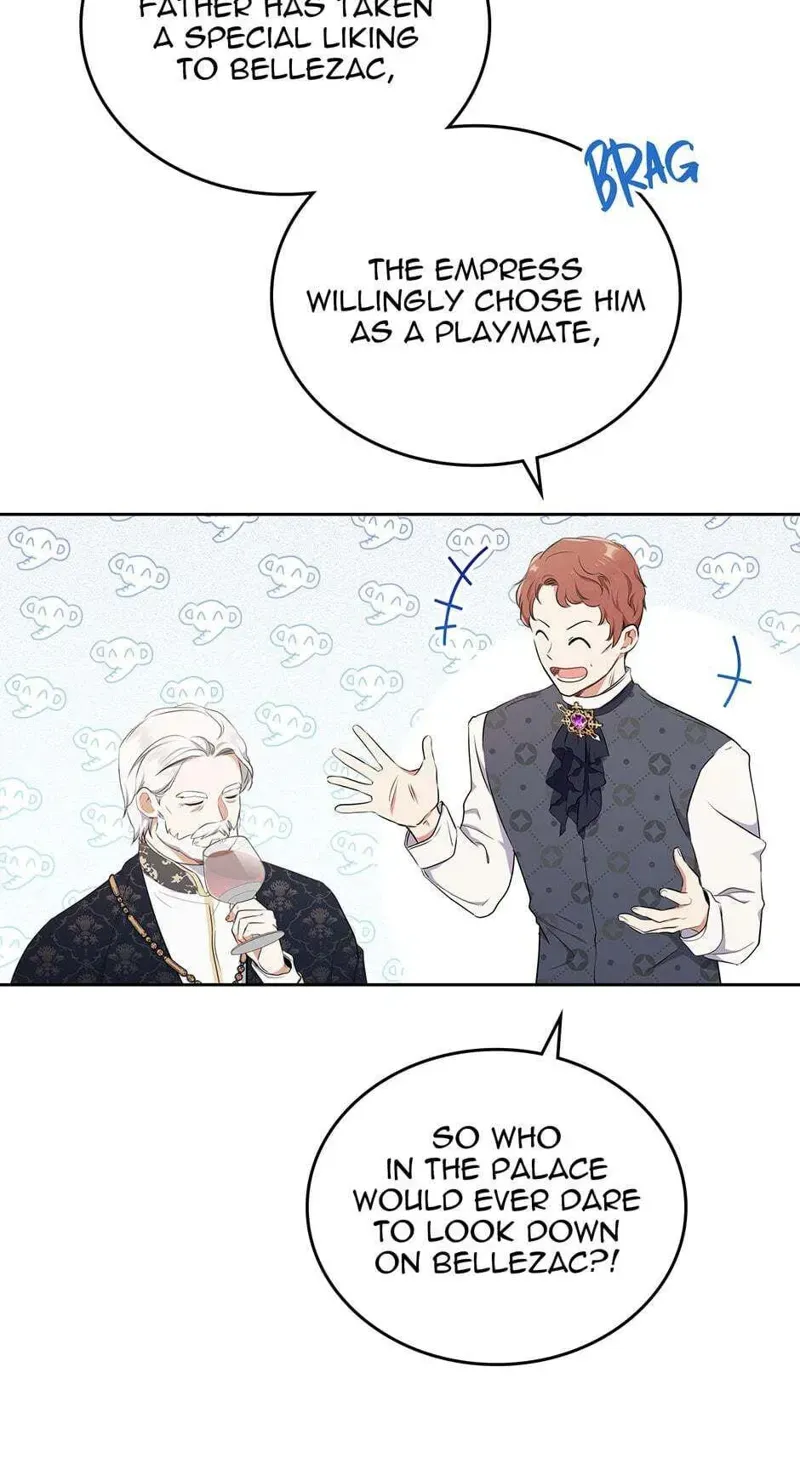 FATHER HAS TAKEN
A SPECIAL LIKING
TO BELLEZAC,
BRAG
THE EMPRESS
WILLINGLY CHOSE HIM
AS A PLAYMATE,
SO WHO
IN THE PALACE
WOULD EVER DARE
TO LOOK DOWN
ON BELLEZAC?!